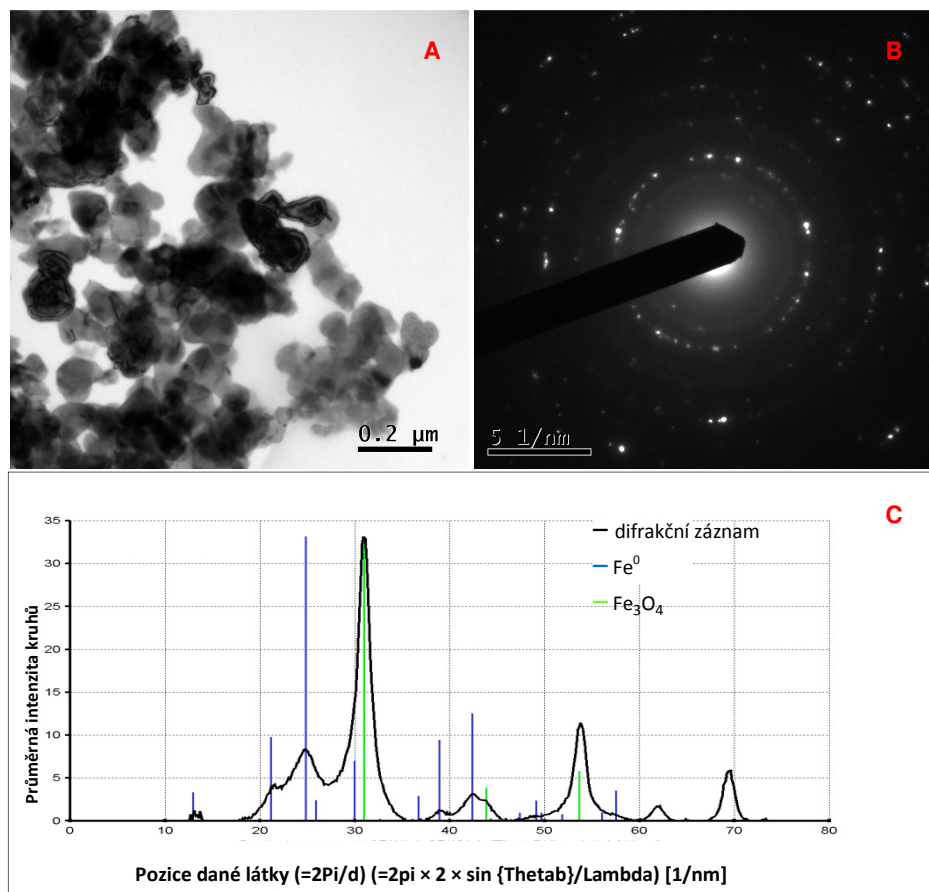 A
B
0.2 µm
5 1/nm
C
35
30
25
20
15
10
5
0
0 10 20 30 40 50 60 70 80
difrakční záznam
Fe⁰
Fe₃O₄
Průměrná intenzita kruhů
Pozice dané látky (=2Pi/d) (=2pi × 2 × sin {Thetab}/Lambda) [1/nm]